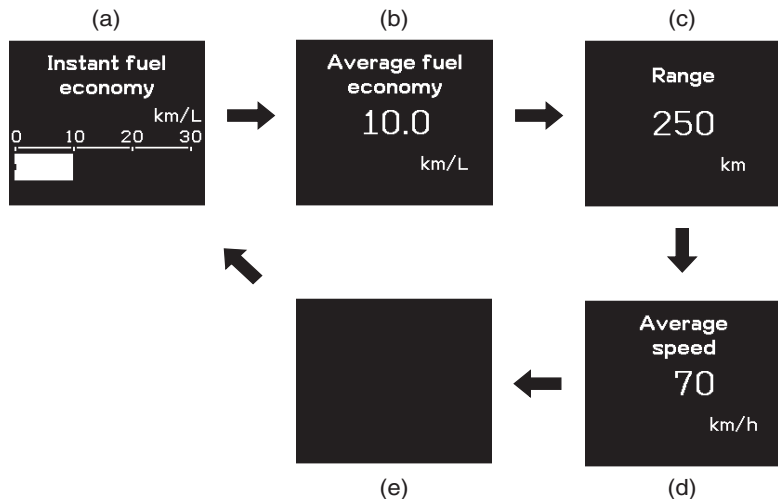 (a)
Instant fuel
economy
km/L
0 10 20 30
(b)
Average fuel
economy
10.0
km/L
(c)
Range
250
km
Average
speed
70
km/h
(d)
(e)